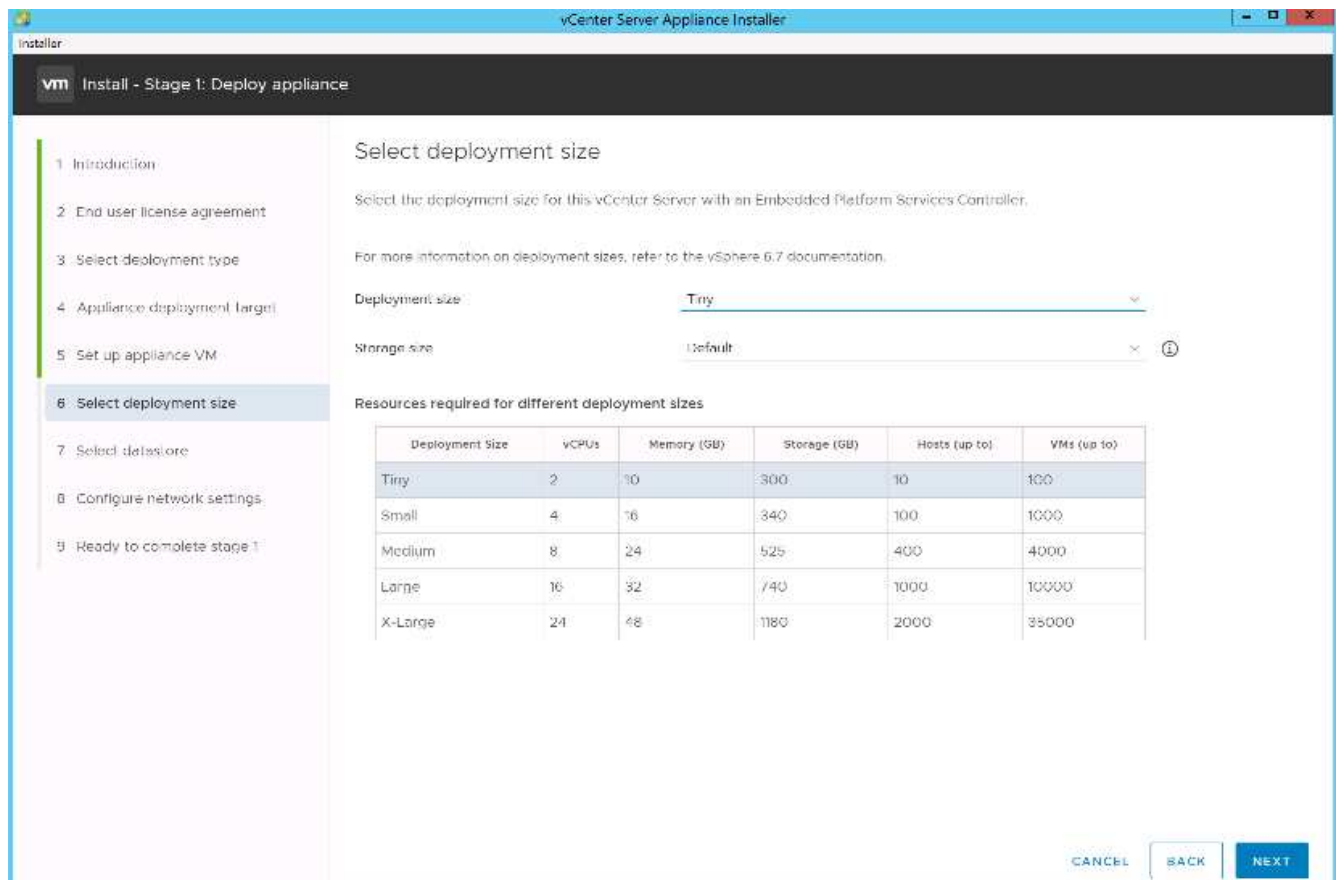 vCenter Server Appliance Installer
Installer
vm Install - Stage 1: Deploy appliance
1 Introduction
2 End user license agreement
3 Select deployment type
4 Appliance deployment target
5 Set up appliance VM
6 Select deployment size
7 Select datastore
8 Configure network settings
9 Ready to complete stage 1
Select deployment size
Select the deployment size for this vCenter Server with an Embedded Platform Services Controller.
For more information on deployment sizes, refer to the vSphere 6.7 documentation.
Deployment size Tiny
Storage size Default
Resources required for different deployment sizes
Deployment Size vCPUs Memory (GB) Storage (GB) Hosts (up to) VMs (up to)
Tiny 2 10 300 10 100
Small 4 16 340 100 1000
Medium 8 24 525 400 4000
Large 16 32 740 1000 10000
X-Large 24 48 1180 2000 35000
CANCEL BACK NEXT